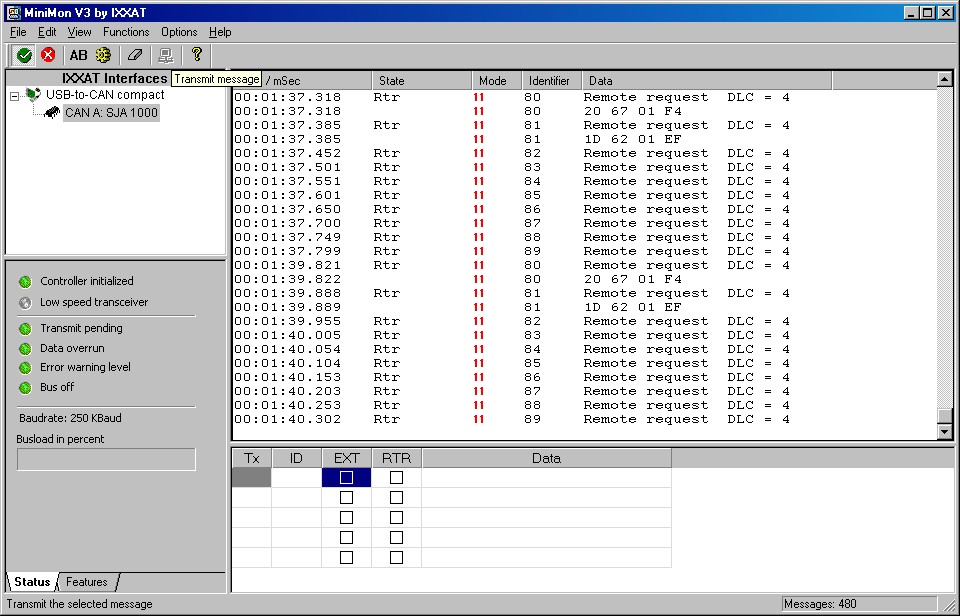 MiniMon V3 by IXXAT
File Edit View Functions Options Help
AB
Transmit message
IXXAT Interfaces
USB-to-CAN compact
CAN A: SJA 1000
/ mSec State Mode Identifier Data
00:01:37.318 Rtr 11 80 Remote request DLC = 4
00:01:37.318 11 80 20 67 01 F4
00:01:37.385 Rtr 11 81 Remote request DLC = 4
00:01:37.385 11 81 1D 62 01 EF
00:01:37.452 Rtr 11 82 Remote request DLC = 4
00:01:37.501 Rtr 11 83 Remote request DLC = 4
00:01:37.551 Rtr 11 84 Remote request DLC = 4
00:01:37.601 Rtr 11 85 Remote request DLC = 4
00:01:37.650 Rtr 11 86 Remote request DLC = 4
00:01:37.700 Rtr 11 87 Remote request DLC = 4
00:01:37.749 Rtr 11 88 Remote request DLC = 4
00:01:37.799 Rtr 11 89 Remote request DLC = 4
00:01:39.821 Rtr 11 80 Remote request DLC = 4
00:01:39.822 11 80 20 67 01 F4
00:01:39.888 Rtr 11 81 Remote request DLC = 4
00:01:39.889 11 81 1D 62 01 EF
00:01:39.955 Rtr 11 82 Remote request DLC = 4
00:01:40.005 Rtr 11 83 Remote request DLC = 4
00:01:40.054 Rtr 11 84 Remote request DLC = 4
00:01:40.104 Rtr 11 85 Remote request DLC = 4
00:01:40.153 Rtr 11 86 Remote request DLC = 4
00:01:40.203 Rtr 11 87 Remote request DLC = 4
00:01:40.253 Rtr 11 88 Remote request DLC = 4
00:01:40.302 Rtr 11 89 Remote request DLC = 4
Controller initialized
Low speed transceiver
Transmit pending
Data overrun
Error warning level
Bus off
Baudrate: 250 KBaud
Busload in percent
Status Features
Tx ID EXT RTR Data
Transmit the selected message
Messages: 480